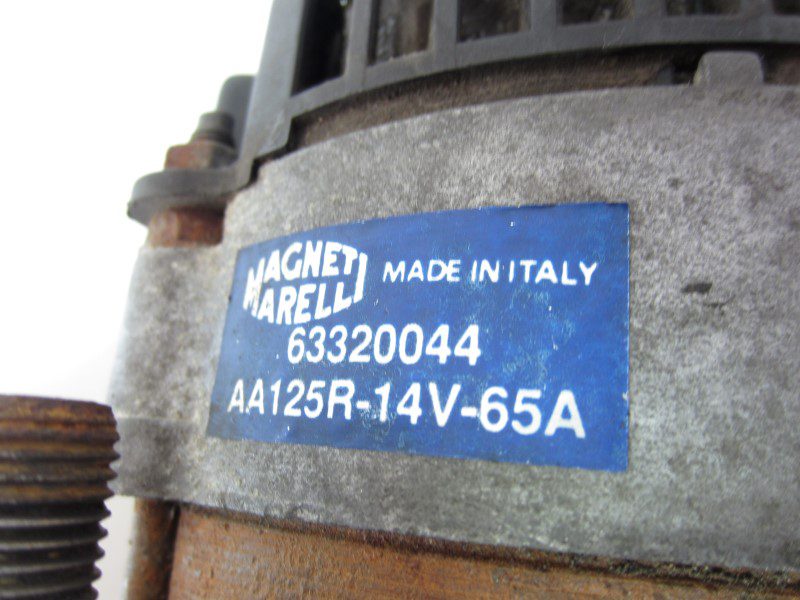 MAGNETI
MARELLI
MADE IN ITALY
63320044
AA125R-14V-65A